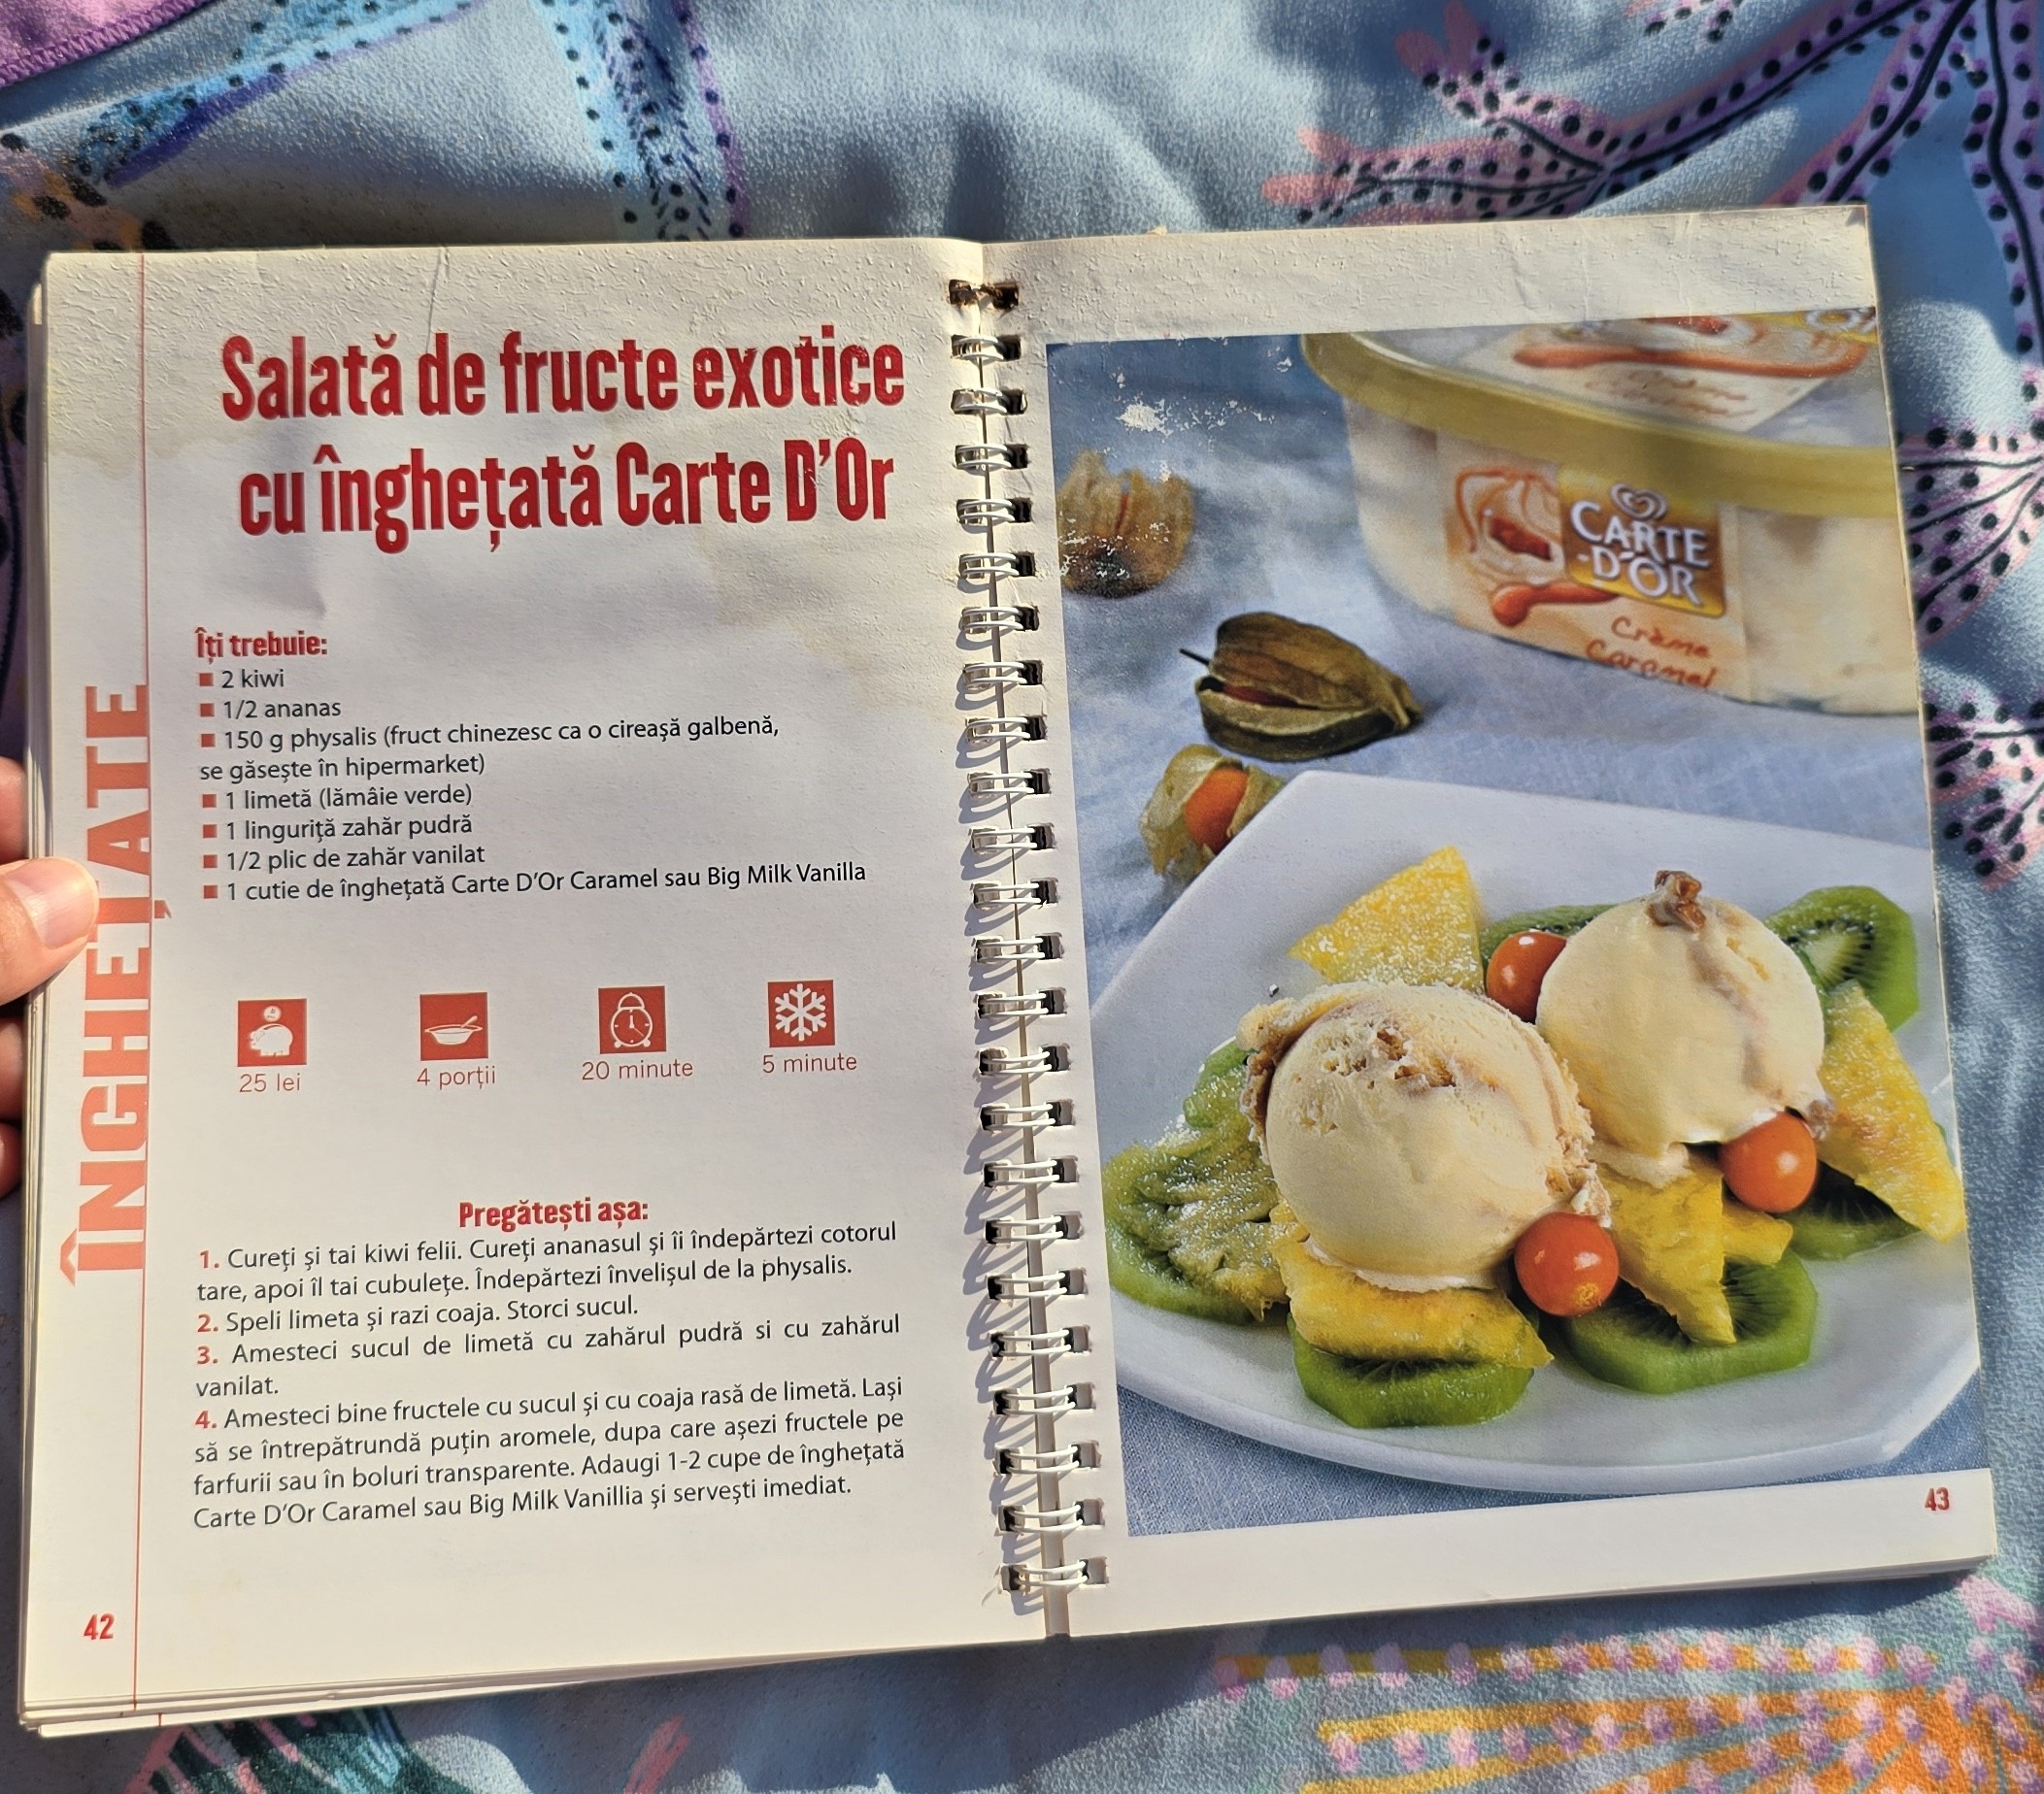 Salată de fructe exotice
cu înghețată Carte D'Or
Îți trebuie:
2 kiwi
1/2 ananas
150 g physalis (fruct chinezesc ca o cireașă galbenă,
se găsește în hipermarket)
1 limetă (lămâie verde)
1 linguriță zahăr pudră
1/2 plic de zahăr vanilat
1 cutie de înghețată Carte D'Or Caramel sau Big Milk Vanilla
25 lei
4 porții
20 minute
5 minute
Pregătești așa:
1. Cureți și tai kiwi felii. Cureți ananasul și îi îndepărtezi cotorul
tare, apoi îl tai cubulețe. Îndepărtezi învelișul de la physalis.
2. Speli limeta și razi coaja. Storci sucul.
3. Amesteci sucul de limetă cu zahărul pudră si cu zahărul
vanilat.
4. Amesteci bine fructele cu sucul și cu coaja rasă de limetă. Lași
să se întrepătrundă puțin aromele, dupa care așezi fructele pe
farfurii sau în boluri transparente. Adaugi 1-2 cupe de înghețată
Carte D'Or Caramel sau Big Milk Vanillia și servești imediat.
ÎNGHEȚATE
42
CARTE
D'OR
Crème
Caramel
43